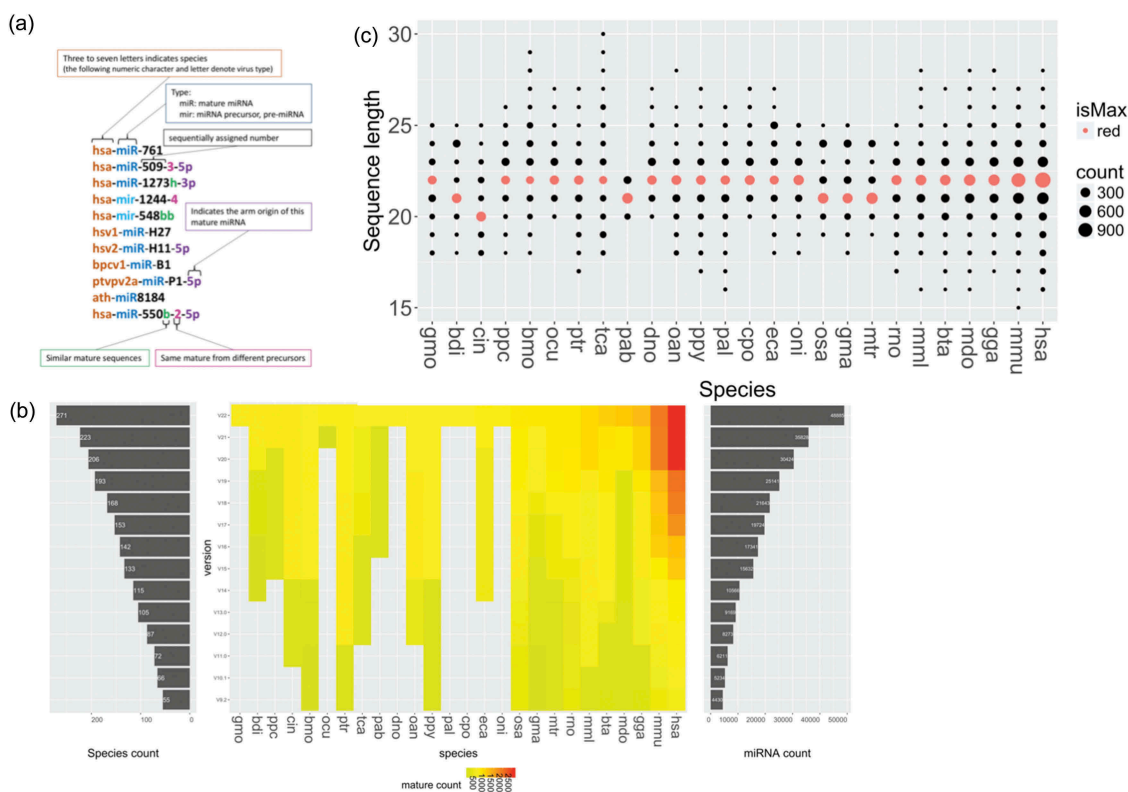 (a)
Three to seven letters indicates species
(the following numeric character and letter denote virus type)
Type:
miR: mature miRNA
mir: miRNA precursor, pre-miRNA
sequentially assigned number
hsa-miR-761
hsa-miR-509-3-5p
hsa-miR-1273h-3p
hsa-mir-1244-4
hsa-mir-548bb
hsv1-miR-H27
hsv2-miR-H11-5p
bpcv1-miR-B1
ptvpv2a-miR-P1-5p
ath-miR8184
hsa-miR-550b-2-5p
Indicates the arm origin of this
mature miRNA
Similar mature sequences
Same mature from different precursors
(c)
Sequence length
30
25
20
15
gmo bdi cin ppc bmo ocu ptr tca pab dno oan ppy pal cpo eca oni osa gma mtr rno mml bta mdo gga mmu hsa
Species
isMax
red
count
300
600
900
(b)
271
223
206
193
168
153
142
133
115
105
87
72
66
55
200 100 0
Species count
version
V22
V21
V20
V19
V18
V17
V16
V15
V14
V13.0
V12.0
V11.0
V10.1
V9.2
gmo bdi ppc cin bmo ocu ptr tca pab dno oan ppy pal cpo eca oni osa gma mtr rno mml bta mdo gga mmu hsa
species
mature count
500 1000 1500 2000 2500
30424
25141
21643
17341
15632
0 10000 20000 30000 40000 50000
miRNA count